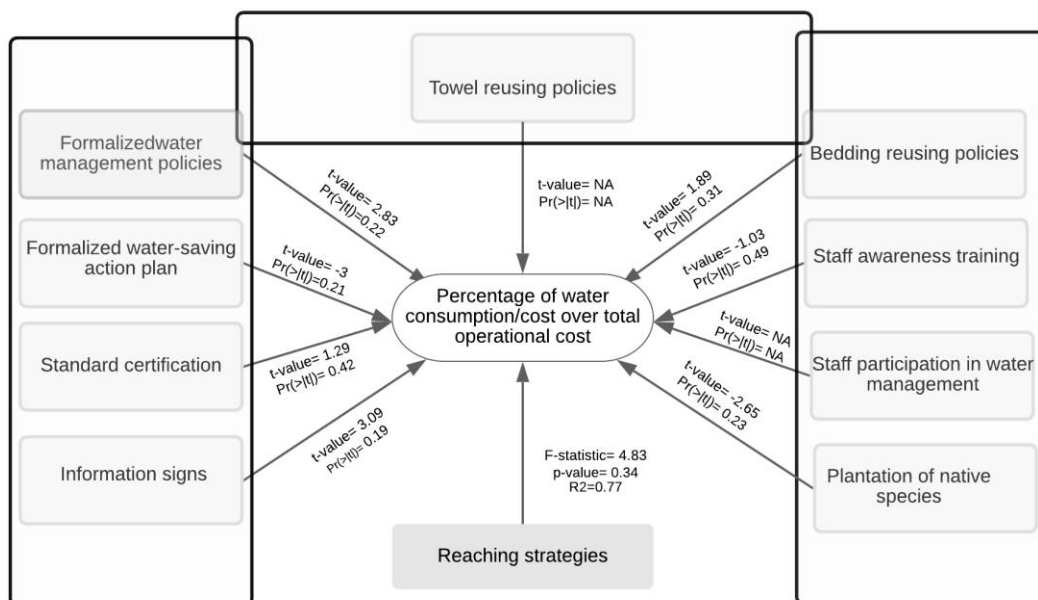 Towel reusing policies
t-value= NA
Pr(>|t|)= NA
Formalizedwater
management policies
t-value= 2.83
Pr(>|t|)=0.22
Formalized water-saving
action plan
t-value= -3
Pr(>|t|)=0.21
Standard certification
t-value= 1.29
Pr(>|t|)= 0.42
Information signs
t-value= 3.09
Pr(>|t|)= 0.19
Percentage of water
consumption/cost over total
operational cost
Bedding reusing policies
t-value= 1.89
Pr(>|t|)= 0.31
Staff awareness training
t-value= -1.03
Pr(>|t|)= 0.49
Staff participation in water
management
t-value= NA
Pr(>|t|)= NA
Plantation of native
species
t-value= -2.65
Pr(>|t|)= 0.23
F-statistic= 4.83
p-value= 0.34
R2=0.77
Reaching strategies